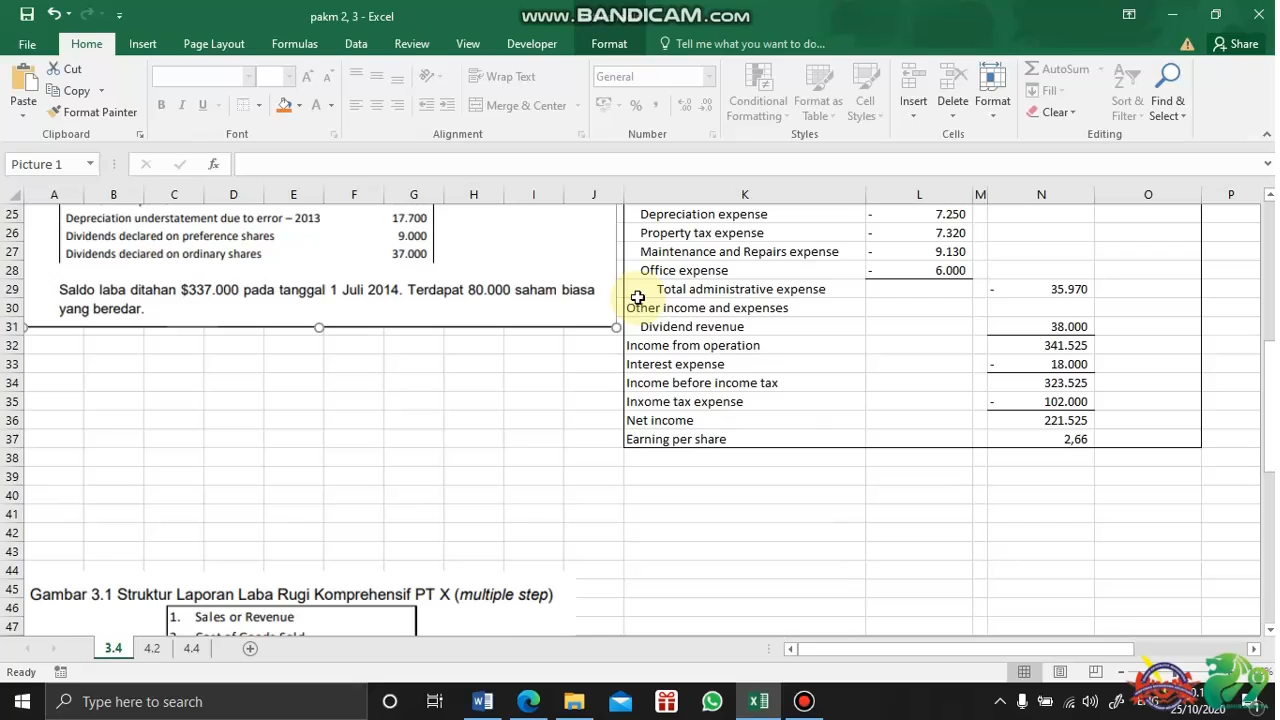 pakm 2, 3 - Excel
www.BANDICAM.com
File Home Insert Page Layout Formulas Data Review View Developer Format Tell me what you want to do... Share
Paste
Cut
Copy
Format Painter
Clipboard
B I U
Font
Wrap Text
Merge & Center
Alignment
General
%
Number
Conditional Formatting
Format as Table
Cell Styles
Styles
Insert
Delete
Format
Cells
AutoSum
Fill
Clear
Sort & Filter
Find & Select
Editing
Picture 1
fx
A B C D E F G H I J K L M N O P
25 Depreciation expense - 7.250
26 Property tax expense - 7.320
27 Maintenance and Repairs expense - 9.130
28 Office expense - 6.000
29 Total administrative expense - 35.970
30 Other income and expenses
31 Dividend revenue 38.000
32 Income from operation 341.525
33 Interest expense - 18.000
34 Income before income tax 323.525
35 Inxome tax expense - 102.000
36 Net income 221.525
37 Earning per share 2,66
38
39
40
41
42
43
44
45
46
47
Depreciation understatement due to error – 2013 17.700
Dividends declared on preference shares 9.000
Dividends declared on ordinary shares 37.000
Saldo laba ditahan $337.000 pada tanggal 1 Juli 2014. Terdapat 80.000 saham biasa
yang beredar.
Gambar 3.1 Struktur Laporan Laba Rugi Komprehensif PT X (multiple step)
1. Sales or Revenue
3.4 4.2 4.4
Ready
Type here to search
25/10/2020